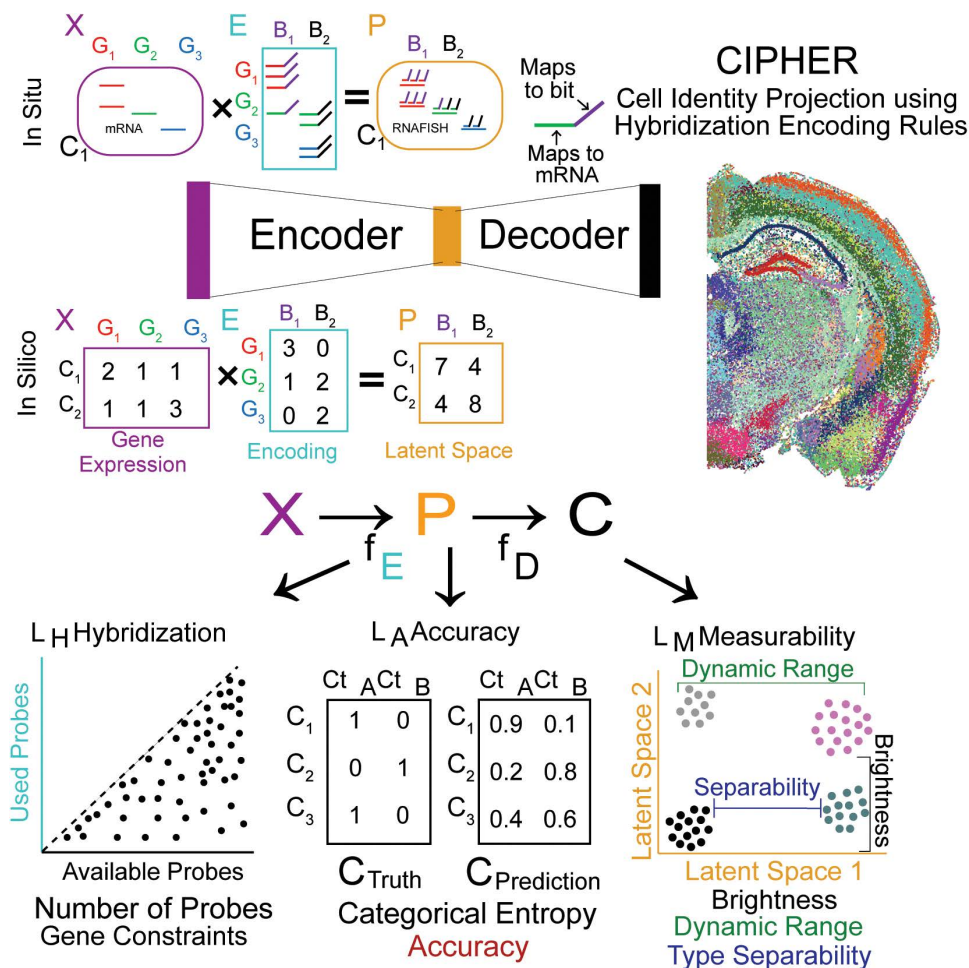 X E P
G1 G2 G3 B1 B2 B1 B2
In Situ
G1
G2
G3
mRNA
C1
×
=
RNAFISH
C1
Maps to bit
Maps to mRNA
CIPHER
Cell Identity Projection using
Hybridization Encoding Rules
Encoder Decoder
In Silico
X E P
G1 G2 G3 B1 B2 B1 B2
C1 2 1 1 × G1 3 0 = C1 7 4
G2 1 2
C2 1 1 3 G3 0 2 C2 4 8
Gene Expression
Encoding
Latent Space
X P C
fE fD
LH Hybridization
Used Probes
Available Probes
Number of Probes
Gene Constraints
LA Accuracy
CtA CtB CtA CtB
C1 1 0 C1 0.9 0.1
C2 0 1 C2 0.2 0.8
C3 1 0 C3 0.4 0.6
CTruth CPrediction
Categorical Entropy
Accuracy
LM Measurability
Dynamic Range
Latent Space 2
Separability
Brightness
Latent Space 1
Brightness
Dynamic Range
Type Separability